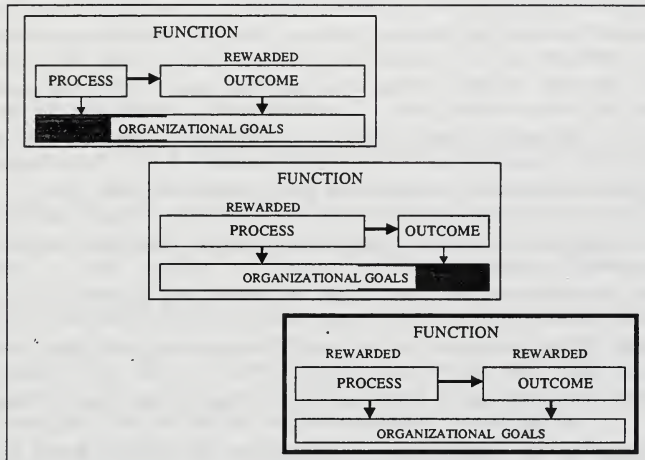 FUNCTION
REWARDED
PROCESS
OUTCOME
ORGANIZATIONAL GOALS
FUNCTION
REWARDED
PROCESS
OUTCOME
ORGANIZATIONAL GOALS
FUNCTION
REWARDED REWARDED
PROCESS
OUTCOME
ORGANIZATIONAL GOALS